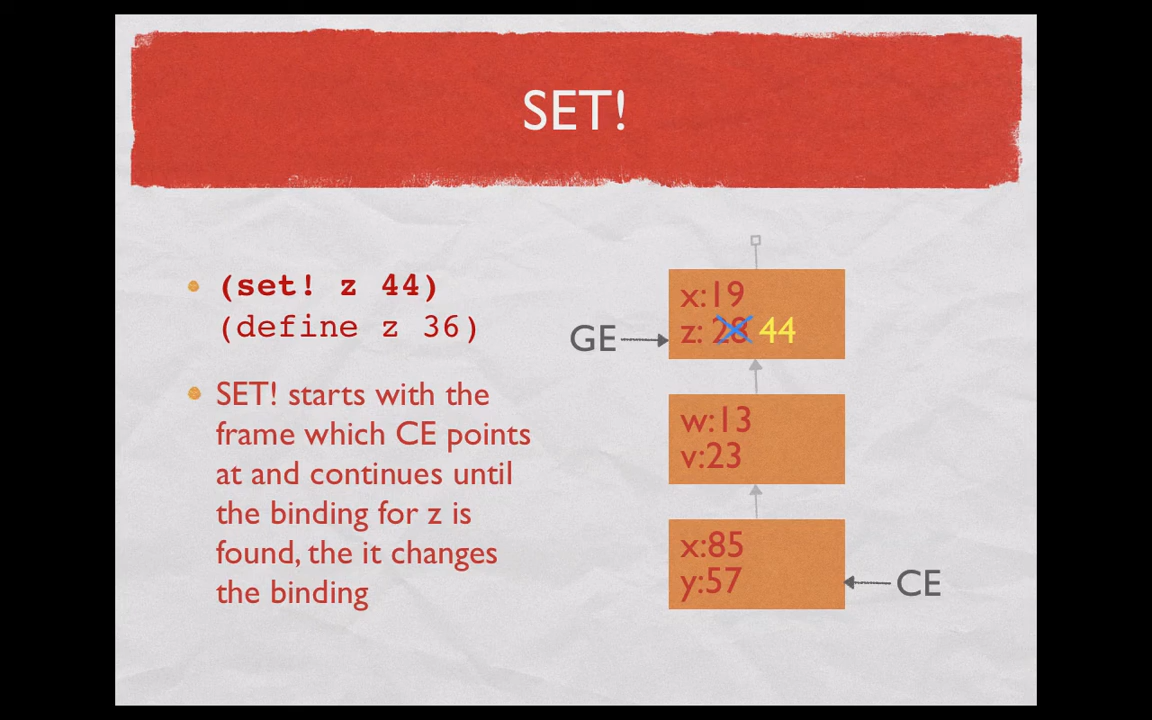 SET!
(set! z 44)
(define z 36)
SET! starts with the
frame which CE points
at and continues until
the binding for z is
found, the it changes
the binding
GE
x:19
z: 28 44
w:13
v:23
x:85
y:57
CE